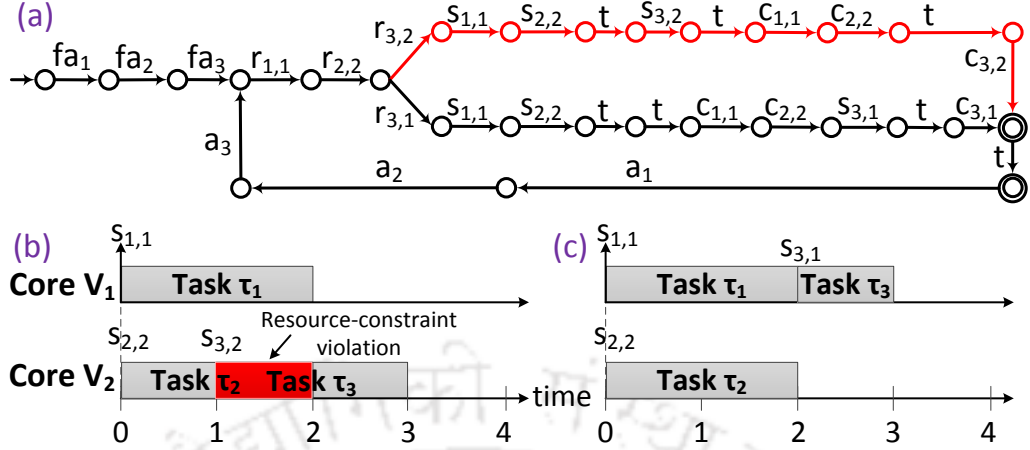 (a)
r₃,₂ s₁,₁ s₂,₂ t s₃,₂ t c₁,₁ c₂,₂ t
c₃,₂
fa₁ fa₂ fa₃ r₁,₁ r₂,₂
r₃,₁ s₁,₁ s₂,₂ t t c₁,₁ c₂,₂ s₃,₁ t c₃,₁
a₃ a₂ a₁ t
(b)
s₁,₁
Core V₁ Task τ₁
Resource-constraint
violation
s₂,₂ s₃,₂
Core V₂ Task τ₂ Task τ₃
time
0 1 2 3 4
(c)
s₁,₁
s₃,₁
Task τ₁ Task τ₃
s₂,₂
Task τ₂
0 1 2 3 4